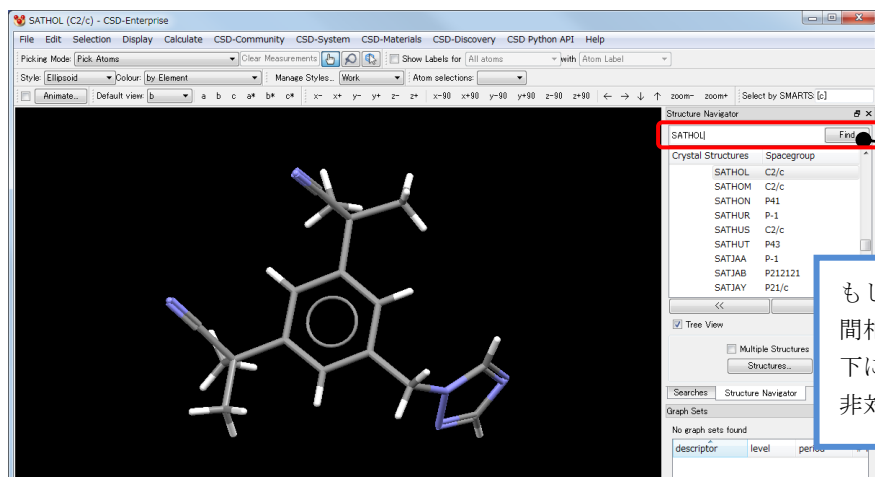 SATHOL (C2/c) - CSD-Enterprise
File Edit Selection Display Calculate CSD-Community CSD-System CSD-Materials CSD-Discovery CSD Python API Help
Picking Mode: Pick Atoms Clear Measurements Show Labels for All atoms with Atom Label
Style: Ellipsoid Colour: by Element Manage Styles... Work Atom selections:
Animate... Default view: b a b c a* b* c* x- x+ y- y+ z- z+ x-90 x+90 y-90 y+90 z-90 z+90 ← → ↓ ↑ zoom- zoom+ Select by SMARTS: [c]
Structure Navigator
SATHOL Find
Crystal Structures Spacegroup
SATHOL C2/c
SATHOM C2/c
SATHON P41
SATHUR P-1
SATHUS C2/c
SATHUT P43
SATJAA P-1
SATJAB P212121
SATJAY P21/c
<<
Tree View
Multiple Structures
Structures...
Searches Structure Navigator
Graph Sets
No graph sets found
descriptor level period
もし
間
下に
非対